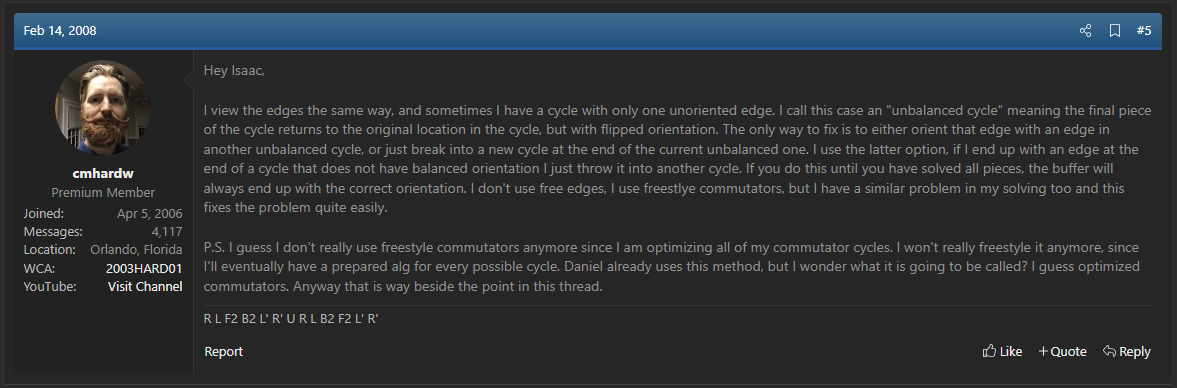 Feb 14, 2008
#5
cmhardw
Premium Member
Joined: Apr 5, 2006
Messages: 4,117
Location: Orlando, Florida
WCA: 2003HARD01
YouTube: Visit Channel
Hey Isaac,
I view the edges the same way, and sometimes I have a cycle with only one unoriented edge. I call this case an "unbalanced cycle" meaning the final piece
of the cycle returns to the original location in the cycle, but with flipped orientation. The only way to fix is to either orient that edge with an edge in
another unbalanced cycle, or just break into a new cycle at the end of the current unbalanced one. I use the latter option, if I end up with an edge at the
end of a cycle that does not have balanced orientation I just throw it into another cycle. If you do this until you have solved all pieces, the buffer will
always end up with the correct orientation. I don't use free edges, I use freestlye commutators, but I have a similar problem in my solving too and this
fixes the problem quite easily.
P.S. I guess I don't really use freestyle commutators anymore since I am optimizing all of my commutator cycles. I won't really freestyle it anymore, since
I'll eventually have a prepared alg for every possible cycle. Daniel already uses this method, but I wonder what it is going to be called? I guess optimized
commutators. Anyway that is way beside the point in this thread.
R L F2 B2 L' R' U R L B2 F2 L' R'
Report
Like
+Quote
Reply